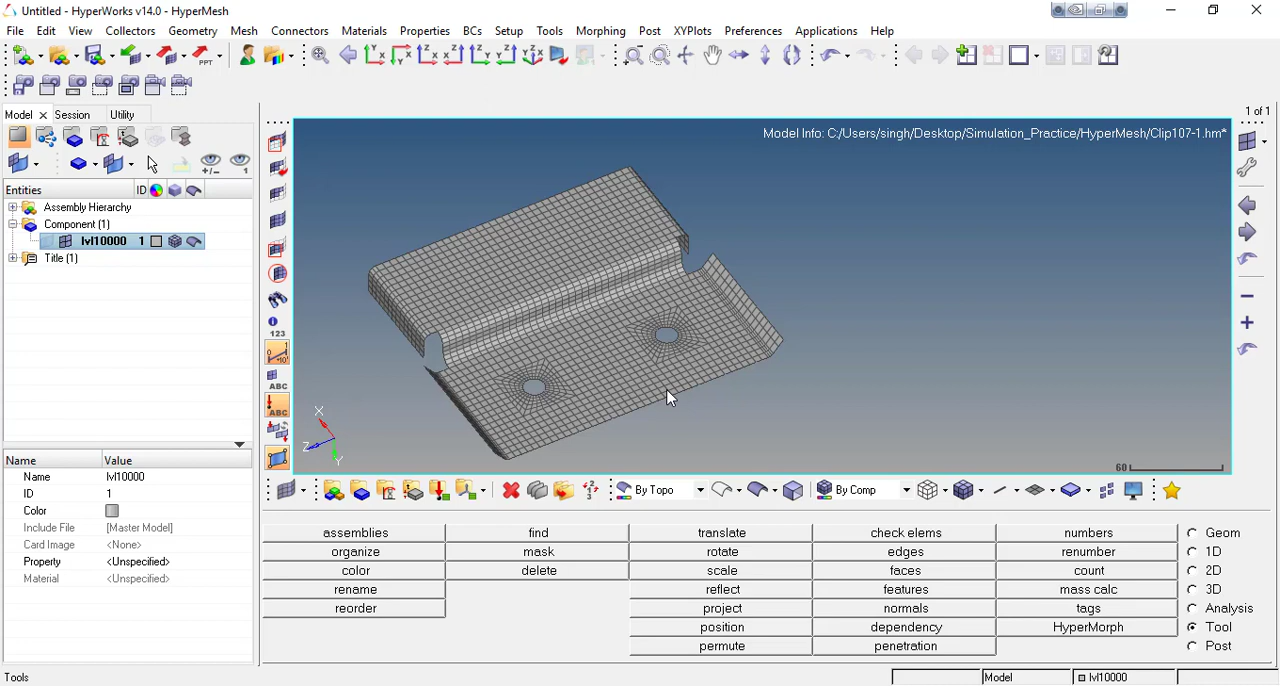 Untitled - HyperWorks v14.0 - HyperMesh
File Edit View Collectors Geometry Mesh Connectors Materials Properties BCs Setup Tools Morphing Post XYPlots Preferences Applications Help
PPT
Model Session Utility
1 of 1
Entities ID
Assembly Hierarchy
Component (1)
lvl10000 1
Title (1)
Model Info: C:/Users/singh/Desktop/Simulation_Practice/HyperMesh/Clip107-1.hm*
123
ABC
ABC
X
Z
Y
60
Name Value
Name lvl10000
ID 1
Color
Include File [Master Model]
Card Image <None>
Property <Unspecified>
Material <Unspecified>
By Topo
By Comp
assemblies find translate check elems numbers Geom
organize mask rotate edges renumber 1D
color delete scale faces count 2D
rename reflect features mass calc 3D
reorder project normals tags Analysis
position dependency HyperMorph Tool
permute penetration Post
Tools
Model
lvl10000